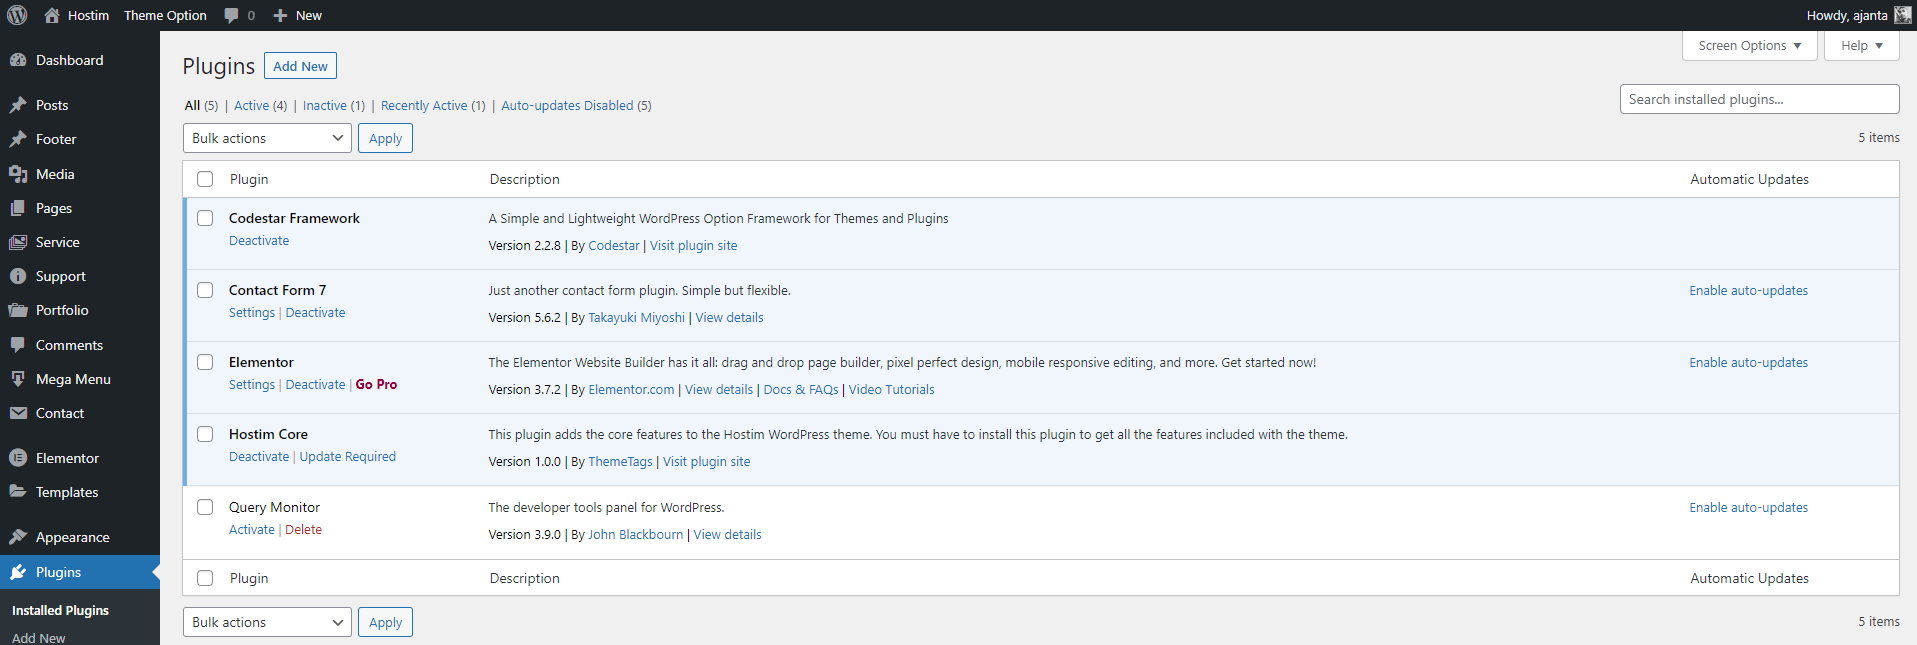 Hostim Theme Option 0 New Howdy, ajanta
Screen Options Help
Dashboard
Posts
Footer
Media
Pages
Service
Support
Portfolio
Comments
Mega Menu
Contact
Elementor
Templates
Appearance
Plugins
Installed Plugins
Add New
Plugins Add New
All (5) | Active (4) | Inactive (1) | Recently Active (1) | Auto-updates Disabled (5)
Search installed plugins...
Bulk actions Apply
5 items
Plugin Description Automatic Updates
Codestar Framework
Deactivate
A Simple and Lightweight WordPress Option Framework for Themes and Plugins
Version 2.2.8 | By Codestar | Visit plugin site
Contact Form 7
Settings | Deactivate
Just another contact form plugin. Simple but flexible.
Version 5.6.2 | By Takayuki Miyoshi | View details
Enable auto-updates
Elementor
Settings | Deactivate | Go Pro
The Elementor Website Builder has it all: drag and drop page builder, pixel perfect design, mobile responsive editing, and more. Get started now!
Version 3.7.2 | By Elementor.com | View details | Docs & FAQs | Video Tutorials
Enable auto-updates
Hostim Core
Deactivate | Update Required
This plugin adds the core features to the Hostim WordPress theme. You must have to install this plugin to get all the features included with the theme.
Version 1.0.0 | By ThemeTags | Visit plugin site
Query Monitor
Activate | Delete
The developer tools panel for WordPress.
Version 3.9.0 | By John Blackbourn | View details
Enable auto-updates
Plugin Description Automatic Updates
Bulk actions Apply
5 items